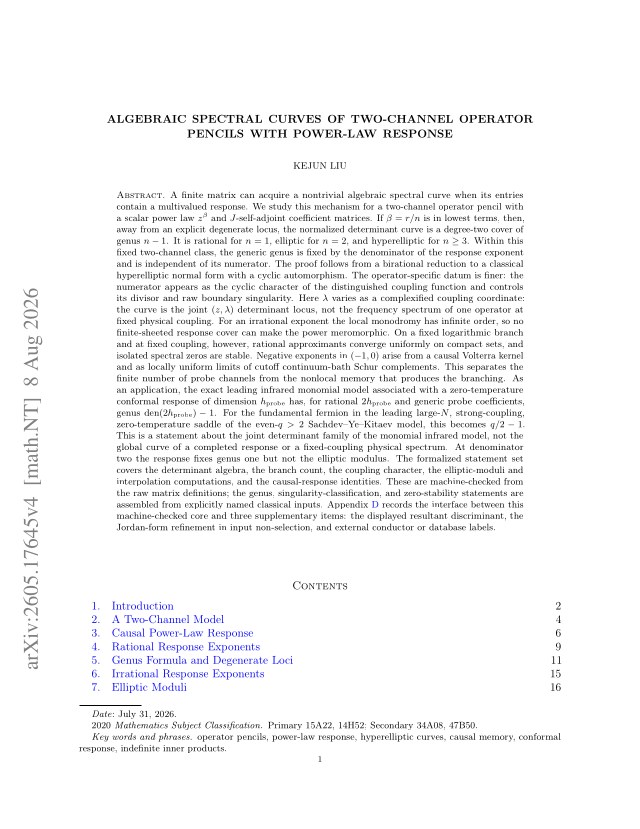 ALGEBRAIC SPECTRAL CURVES OF TWO-CHANNEL OPERATOR
PENCILS WITH POWER-LAW RESPONSE
KEJUN LIU
Abstract. A finite matrix can acquire a nontrivial algebraic spectral curve when its entries
contain a multivalued response. We study this mechanism for a two-channel operator pencil with
a scalar power law z^β and J-self-adjoint coefficient matrices. If β = r/n is in lowest terms, then,
away from an explicit degenerate locus, the normalized determinant curve is a degree-two cover of
genus n − 1. It is rational for n = 1, elliptic for n = 2, and hyperelliptic for n ≥ 3. Within this
fixed two-channel class, the generic genus is fixed by the denominator of the response exponent
and is independent of its numerator. The proof follows from a birational reduction to a classical
hyperelliptic normal form with a cyclic automorphism. The operator-specific datum is finer: the
numerator appears as the cyclic character of the distinguished coupling function and controls
its divisor and raw boundary singularity. Here λ varies as a complexified coupling coordinate:
the curve is the joint (z, λ) determinant locus, not the frequency spectrum of one operator at
fixed physical coupling. For an irrational exponent the local monodromy has infinite order, so no
finite-sheeted response cover can make the power meromorphic. On a fixed logarithmic branch
and at fixed coupling, however, rational approximants converge uniformly on compact sets, and
isolated spectral zeros are stable. Negative exponents in (−1, 0) arise from a causal Volterra kernel
and as locally uniform limits of cutoff continuum-bath Schur complements. This separates the
finite number of probe channels from the nonlocal memory that produces the branching. As
an application, the exact leading infrared monomial model associated with a zero-temperature
conformal response of dimension h_probe has, for rational 2h_probe and generic probe coefficients,
genus den(2h_probe) − 1. For the fundamental fermion in the leading large-N, strong-coupling,
zero-temperature saddle of the even-q > 2 Sachdev–Ye–Kitaev model, this becomes q/2 − 1.
This is a statement about the joint determinant family of the monomial infrared model, not the
global curve of a completed response or a fixed-coupling physical spectrum. At denominator
two the response fixes genus one but not the elliptic modulus. The formalized statement set
covers the determinant algebra, the branch count, the coupling character, the elliptic-moduli and
interpolation computations, and the causal-response identities. These are machine-checked from
the raw matrix definitions; the genus, singularity-classification, and zero-stability statements are
assembled from explicitly named classical inputs. Appendix D records the interface between this
machine-checked core and three supplementary items: the displayed resultant discriminant, the
Jordan-form refinement in input non-selection, and external conductor or database labels.
Contents
1. Introduction 2
2. A Two-Channel Model 4
3. Causal Power-Law Response 6
4. Rational Response Exponents 9
5. Genus Formula and Degenerate Loci 11
6. Irrational Response Exponents 15
7. Elliptic Moduli 16
Date: July 31, 2026.
2020 Mathematics Subject Classification. Primary 15A22, 14H52; Secondary 34A08, 47B50.
Key words and phrases. operator pencils, power-law response, hyperelliptic curves, causal memory, conformal
response, indefinite inner products.
1
arXiv:2605.17645v4 [math.NT] 8 Aug 2026